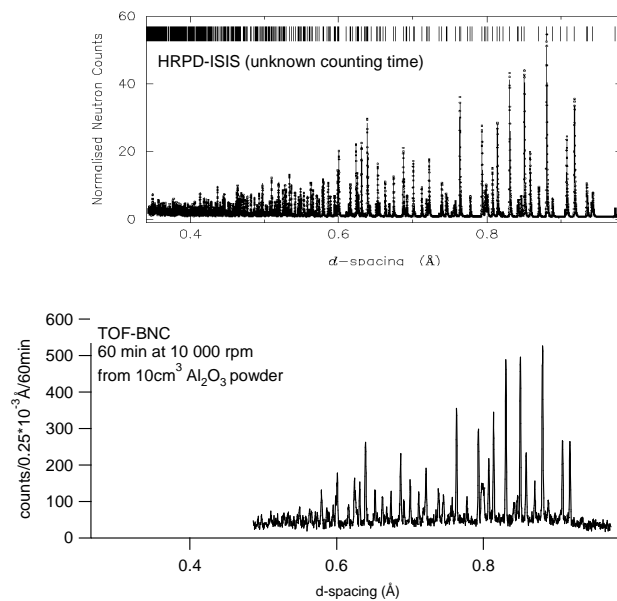 60
40
20
0
Normalised Neutron Counts
HRPD-ISIS (unknown counting time)
0.4
0.6
0.8
d-spacing (Å)
600
500
400
300
200
100
0
counts/0.25*10⁻³Å/60min
TOF-BNC
60 min at 10 000 rpm
from 10cm³ Al₂O₃ powder
0.4
0.6
0.8
d-spacing (Å)